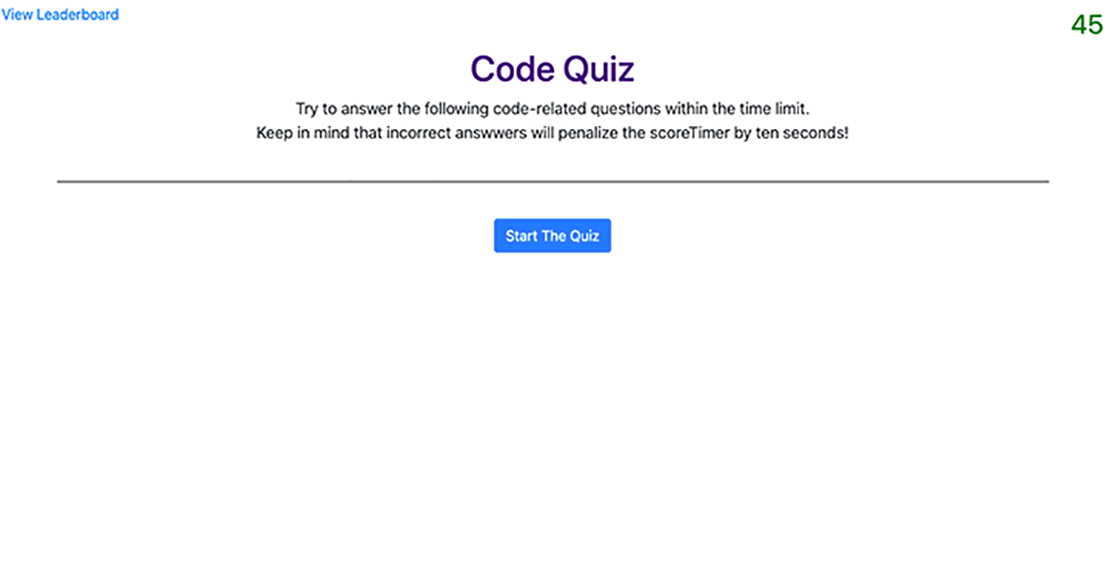 View Leaderboard
45
Code Quiz
Try to answer the following code-related questions within the time limit.
Keep in mind that incorrect answwers will penalize the scoreTimer by ten seconds!
Start The Quiz